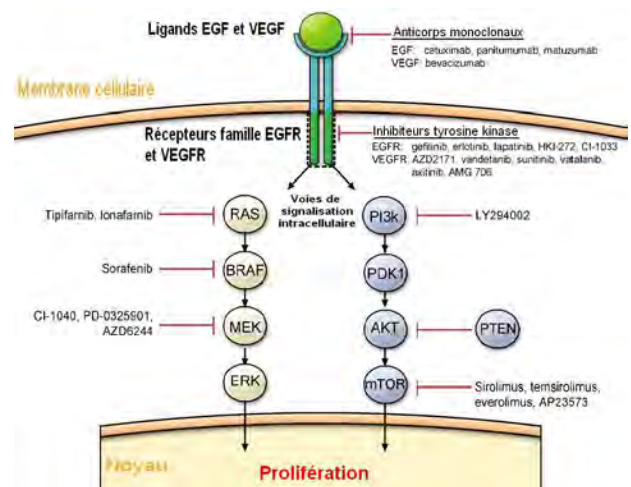 Ligands EGF et VEGF
Anticorps monoclonaux
EGF: cetuximab, panitumumab, matuzumab
VEGF: bevacizumab
Membrane cellulaire
Récepteurs famille EGFR
et VEGFR
Inhibiteurs tyrosine kinase
EGFR: gefitinib, erlotinib, lapatinib, HKI-272, CI-1033
VEGFR: AZD2171, vandetanib, sunitinib, vatalanib,
axitinib, AMG 706
Voies de
signalisation
intracellulaire
Tipifarnib, lonafarnib
RAS
PI3k
LY294002
Sorafenib
BRAF
PDK1
CI-1040, PD-0325901,
AZD6244
MEK
AKT
PTEN
ERK
mTOR
Sirolimus, temsirolimus,
everolimus, AP23573
Noyau
Prolifération